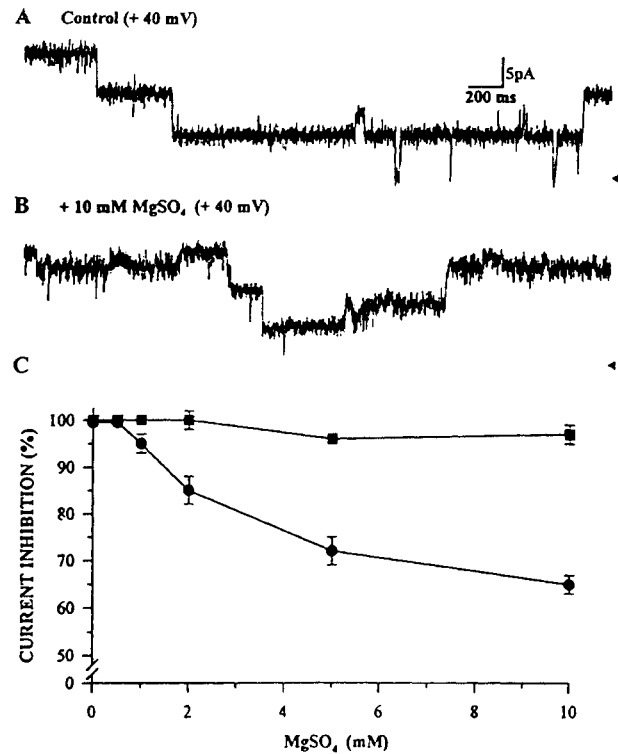 A Control (+ 40 mV)
5pA
200 ms
B + 10 mM MgSO₄ (+ 40 mV)
C
100
90
80
70
60
50
0
CURRENT INHIBITION (%)
0 2 4 6 8 10
MgSO₄ (mM)